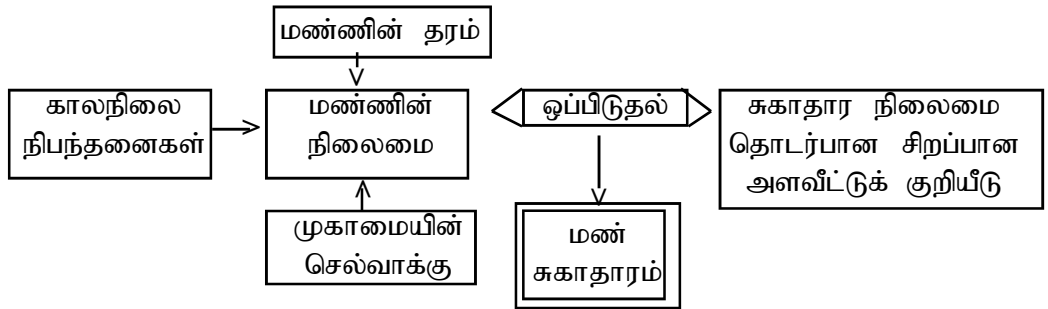 மண்ணின் தரம்
காலநிலை
நிபந்தனைகள்
மண்ணின்
நிலைமை
ஒப்பிடுதல்
சுகாதார நிலைமை
தொடர்பான சிறப்பான
அளவீட்டுக் குறியீடு
முகாமையின்
செல்வாக்கு
மண்
சுகாதாரம்